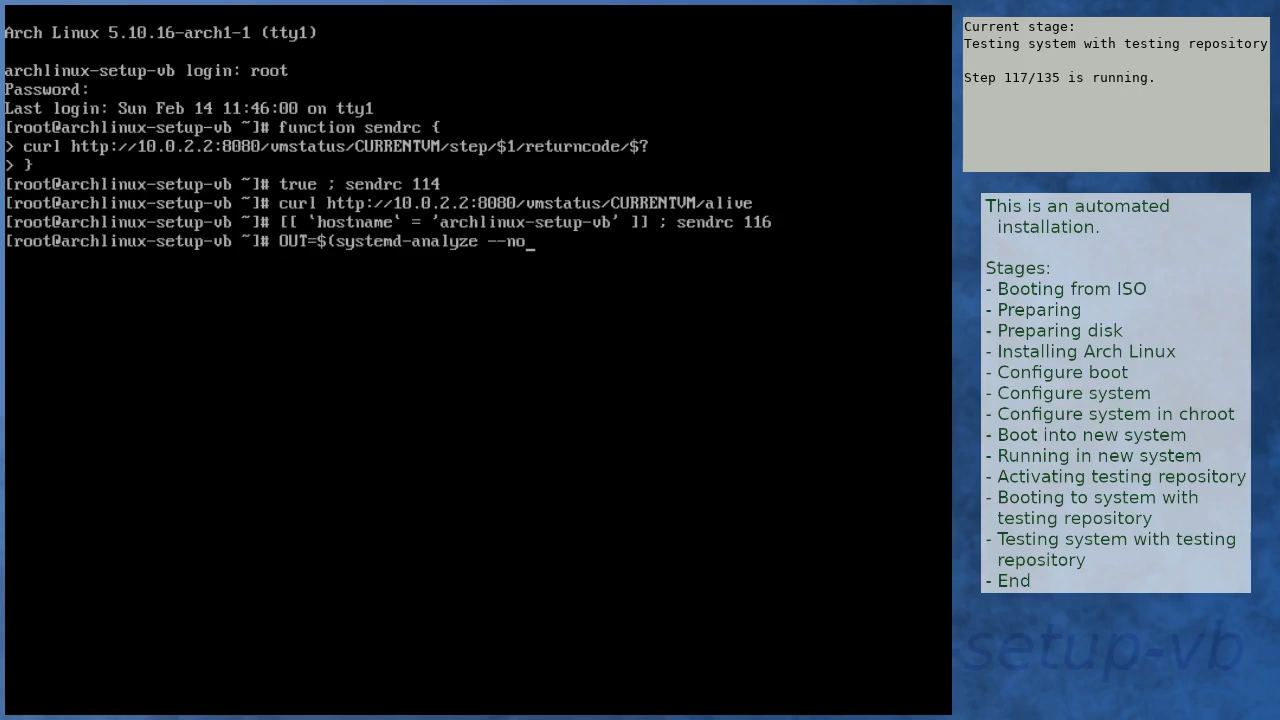 Arch Linux 5.10.16-arch1-1 (tty1)
archlinux-setup-vb login: root
Password:
Last login: Sun Feb 14 11:46:00 on tty1
[root@archlinux-setup-vb ~]# function sendrc {
> curl http://10.0.2.2:8080/vmstatus/CURRENTVM/step/$1/returncode/$?
> }
[root@archlinux-setup-vb ~]# true ; sendrc 114
[root@archlinux-setup-vb ~]# curl http://10.0.2.2:8080/vmstatus/CURRENTVM/alive
[root@archlinux-setup-vb ~]# [[ `hostname` = 'archlinux-setup-vb' ]] ; sendrc 116
[root@archlinux-setup-vb ~]# OUT=$(systemd-analyze --no_
Current stage:
Testing system with testing repository
Step 117/135 is running.
This is an automated
installation.
Stages:
- Booting from ISO
- Preparing
- Preparing disk
- Installing Arch Linux
- Configure boot
- Configure system
- Configure system in chroot
- Boot into new system
- Running in new system
- Activating testing repository
- Booting to system with
testing repository
- Testing system with testing
repository
- End
-setup-vb